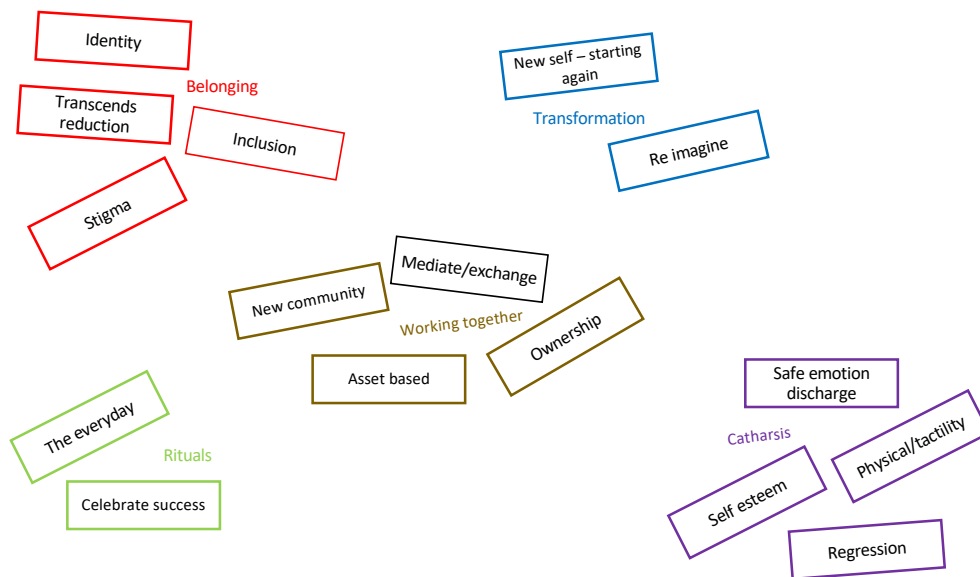 Identity
Belonging
Transcends
reduction
Inclusion
Stigma
New self – starting
again
Transformation
Re imagine
Mediate/exchange
New community
Working together
Ownership
Asset based
The everyday
Rituals
Celebrate success
Safe emotion
discharge
Catharsis
Physical/tactility
Self esteem
Regression